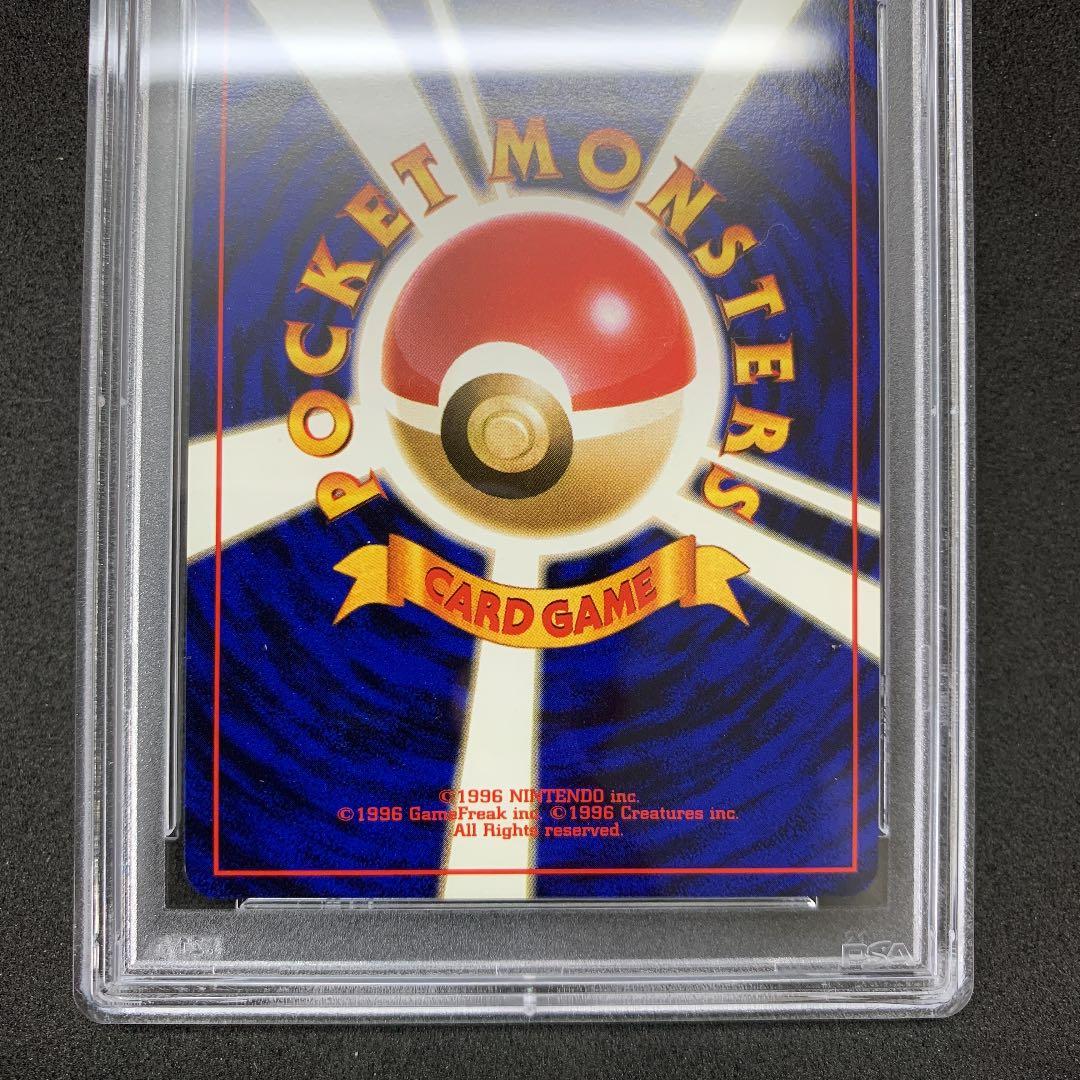 POCKET MONSTERS
CARD GAME
©1996 NINTENDO inc.
©1996 GameFreak inc. ©1996 Creatures inc.
All Rights reserved.
PSA